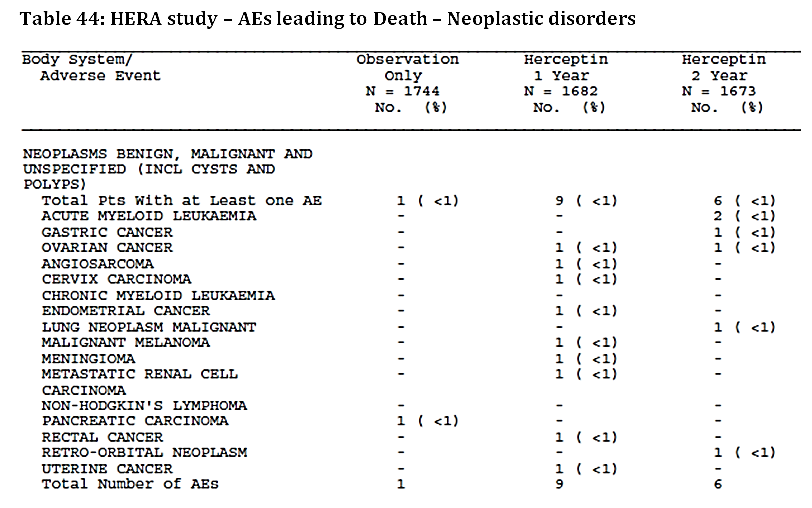 Table 44: HERA study – AEs leading to Death – Neoplastic disorders
Body System/ Observation Herceptin Herceptin
Adverse Event Only 1 Year 2 Year
N = 1744 N = 1682 N = 1673
No. (%) No. (%) No. (%)
NEOPLASMS BENIGN, MALIGNANT AND
UNSPECIFIED (INCL CYSTS AND
POLYPS)
Total Pts With at Least one AE 1 ( <1) 9 ( <1) 6 ( <1)
ACUTE MYELOID LEUKAEMIA - - 2 ( <1)
GASTRIC CANCER - - 1 ( <1)
OVARIAN CANCER - 1 ( <1) 1 ( <1)
ANGIOSARCOMA - 1 ( <1) -
CERVIX CARCINOMA - 1 ( <1) -
CHRONIC MYELOID LEUKAEMIA - - -
ENDOMETRIAL CANCER - 1 ( <1) -
LUNG NEOPLASM MALIGNANT - - 1 ( <1)
MALIGNANT MELANOMA - 1 ( <1) -
MENINGIOMA - 1 ( <1) -
METASTATIC RENAL CELL - 1 ( <1) -
CARCINOMA
NON-HODGKIN'S LYMPHOMA - - -
PANCREATIC CARCINOMA 1 ( <1) - -
RECTAL CANCER - 1 ( <1) -
RETRO-ORBITAL NEOPLASM - - 1 ( <1)
UTERINE CANCER - 1 ( <1) -
Total Number of AEs 1 9 6